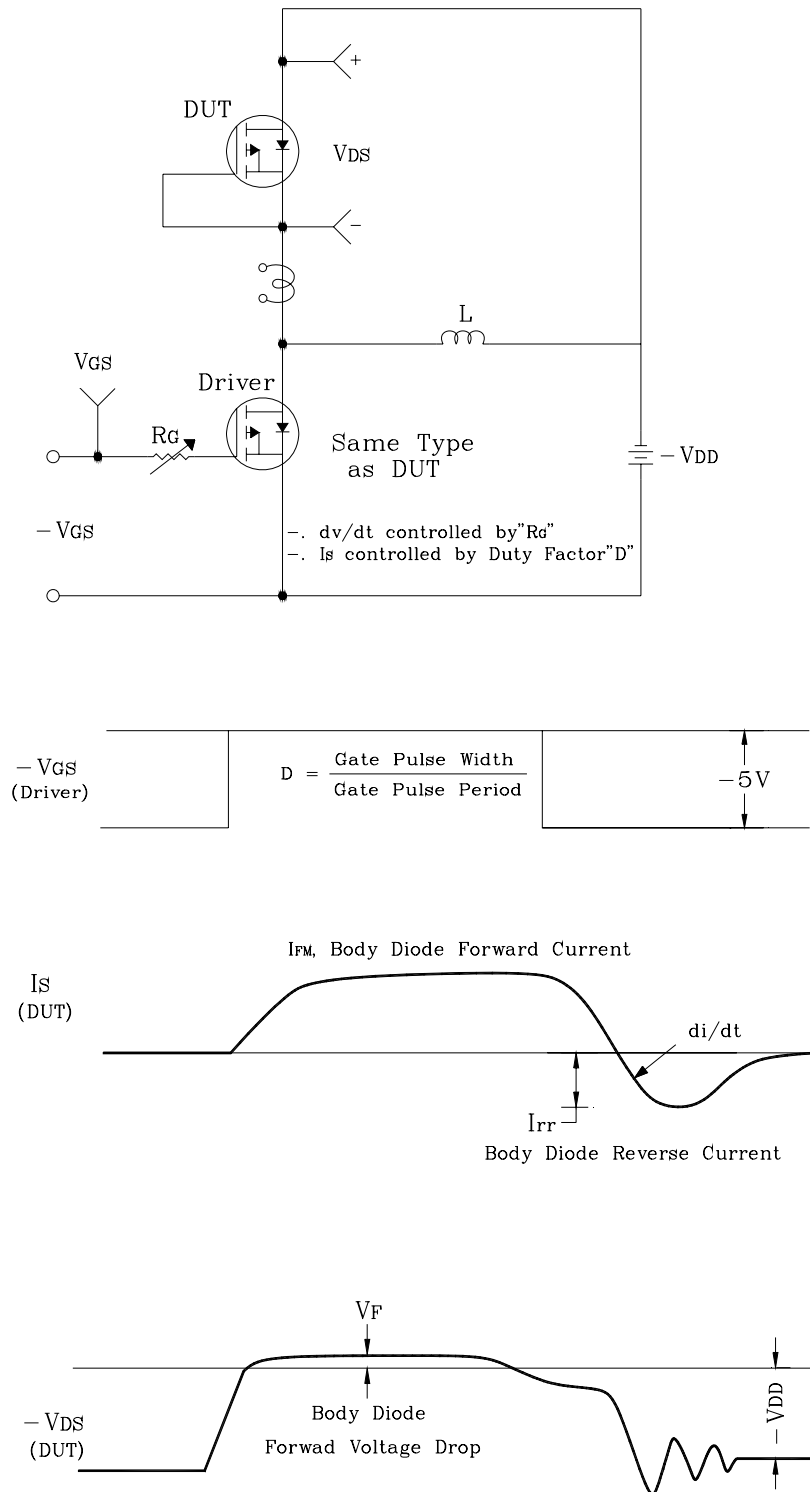 +
DUT
VDS
−
L
VGS
Driver
RG
Same Type
as DUT
−VDD
−VGS
−. dv/dt controlled by"RG"
−. Is controlled by Duty Factor"D"
−VGS
(Driver)
D = Gate Pulse Width
Gate Pulse Period
−5V
IFM, Body Diode Forward Current
IS
(DUT)
di/dt
Irr
Body Diode Reverse Current
VF
−VDD
Body Diode
Forwad Voltage Drop
−VDS
(DUT)